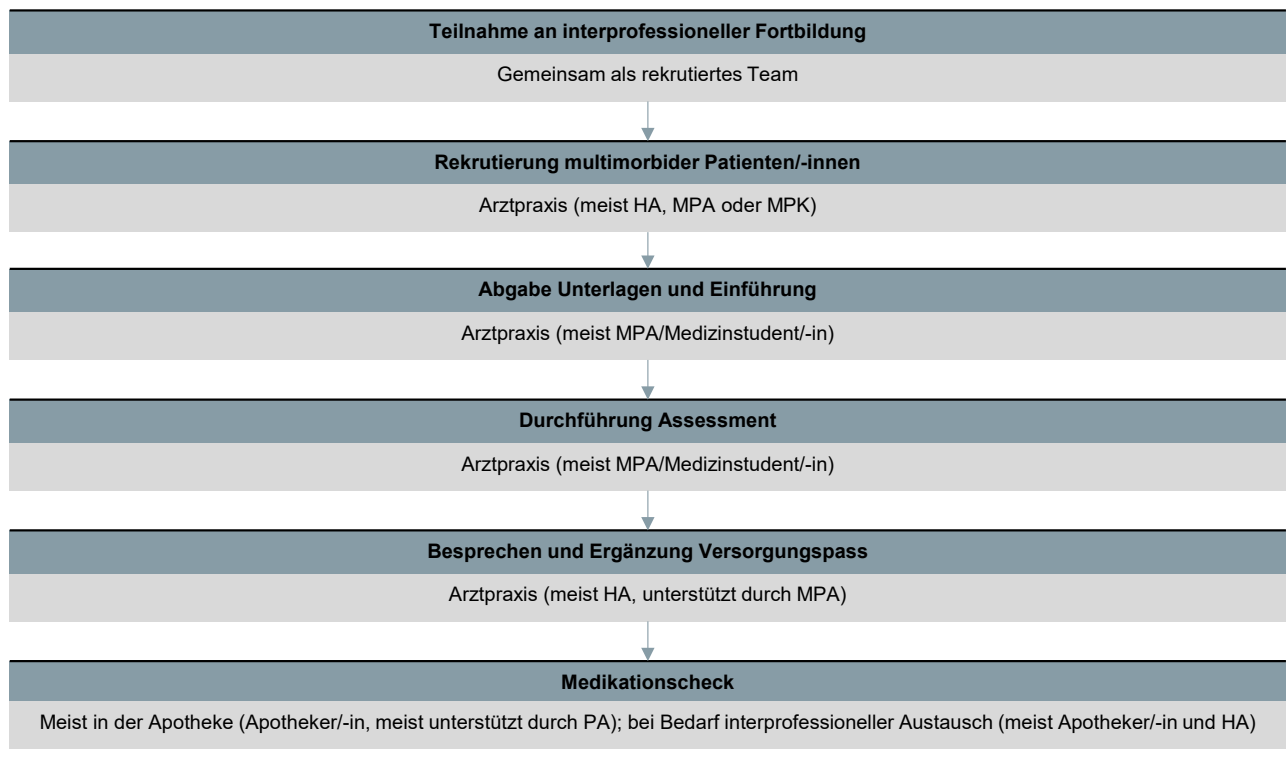 Teilnahme an interprofessioneller Fortbildung
Gemeinsam als rekrutiertes Team
Rekrutierung multimorbider Patienten/-innen
Arztpraxis (meist HA, MPA oder MPK)
Abgabe Unterlagen und Einführung
Arztpraxis (meist MPA/Medizinstudent/-in)
Durchführung Assessment
Arztpraxis (meist MPA/Medizinstudent/-in)
Besprechen und Ergänzung Versorgungspass
Arztpraxis (meist HA, unterstützt durch MPA)
Medikationscheck
Meist in der Apotheke (Apotheker/-in, meist unterstützt durch PA); bei Bedarf interprofessioneller Austausch (meist Apotheker/-in und HA)